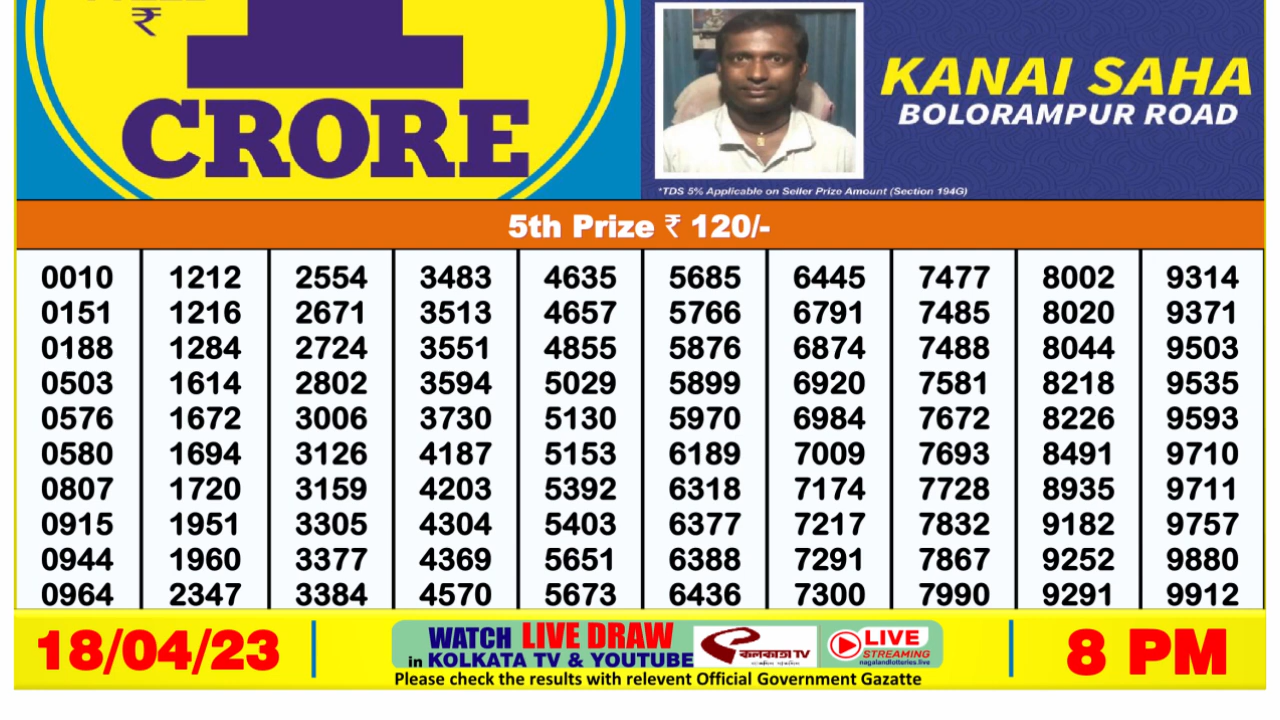 ₹
1
CRORE
KANAI SAHA
BOLORAMPUR ROAD
*TDS 5% Applicable on Seller Prize Amount (Section 194G)
5th Prize ₹ 120/-
0010 1212 2554 3483 4635 5685 6445 7477 8002 9314
0151 1216 2671 3513 4657 5766 6791 7485 8020 9371
0188 1284 2724 3551 4855 5876 6874 7488 8044 9503
0503 1614 2802 3594 5029 5899 6920 7581 8218 9535
0576 1672 3006 3730 5130 5970 6984 7672 8226 9593
0580 1694 3126 4187 5153 6189 7009 7693 8491 9710
0807 1720 3159 4203 5392 6318 7174 7728 8935 9711
0915 1951 3305 4304 5403 6377 7217 7832 9182 9757
0944 1960 3377 4369 5651 6388 7291 7867 9252 9880
0964 2347 3384 4570 5673 6436 7300 7990 9291 9912
18/04/23
WATCH LIVE DRAW
in KOLKATA TV & YOUTUBE
কলকাতা TV
LIVE
STREAMING
nagalandlotteries.live
8 PM
Please check the results with relevent Official Government Gazatte